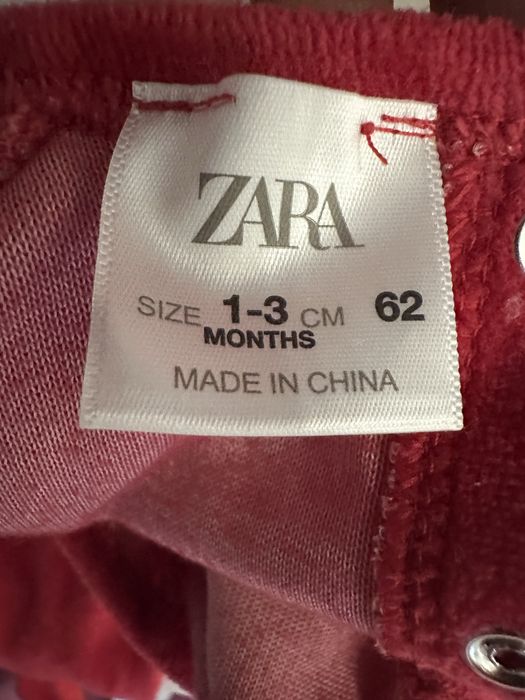 ZARA
SIZE 1-3 CM 62
MONTHS
MADE IN CHINA